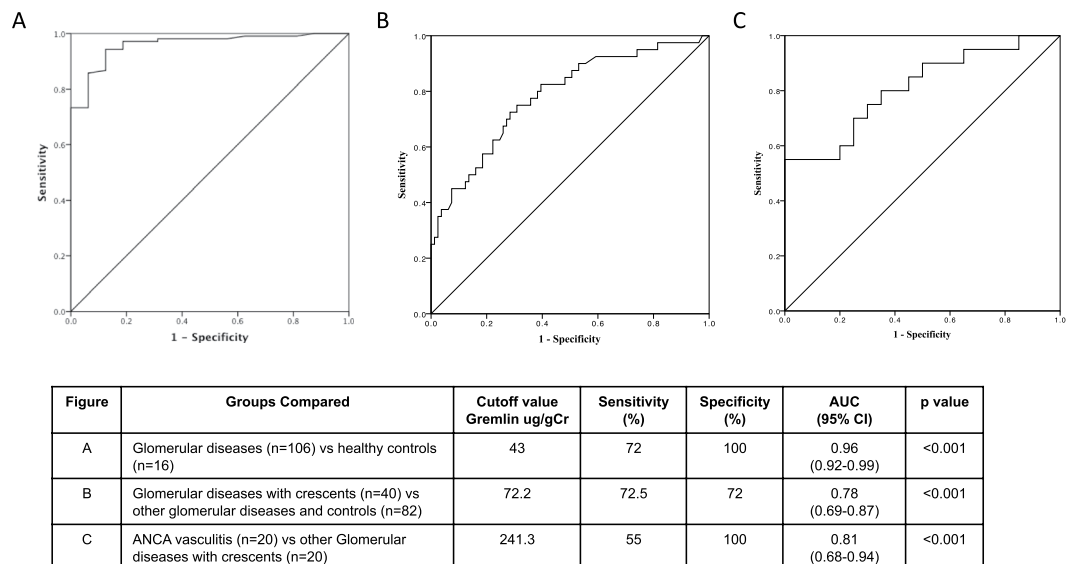 A
B
C
1.0
0.8
0.6
0.4
0.2
0.0
Sensitivity
0.0 0.2 0.4 0.6 0.8 1.0
1 - Specificity
1.0
0.8
0.6
0.4
0.2
0.0
Sensitivity
0.0 0.2 0.4 0.6 0.8 1.0
1 - Specificity
1.0
0.8
0.6
0.4
0.2
0.0
Sensitivity
0.0 0.2 0.4 0.6 0.8 1.0
1 - Specificity
Figure Groups Compared Cutoff value Sensitivity Specificity AUC p value
Gremlin ug/gCr (%) (%) (95% CI)
A Glomerular diseases (n=106) vs healthy controls 43 72 100 0.96 <0.001
(n=16) (0.92-0.99)
B Glomerular diseases with crescents (n=40) vs 72.2 72.5 72 0.78 <0.001
other glomerular diseases and controls (n=82) (0.69-0.87)
C ANCA vasculitis (n=20) vs other Glomerular 241.3 55 100 0.81 <0.001
diseases with crescents (n=20) (0.68-0.94)